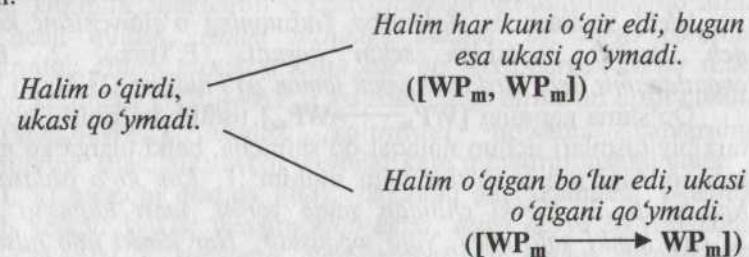 Halim har kuni o‘qir edi, bugun
esa ukasi qo‘ymadi.
([WPm, WPm])
Halim o‘qirdi,
ukasi qo‘ymadi.
Halim o‘qigan bo‘lur edi, ukasi
o‘qigani qo‘ymadi.
([WPm → WPm])